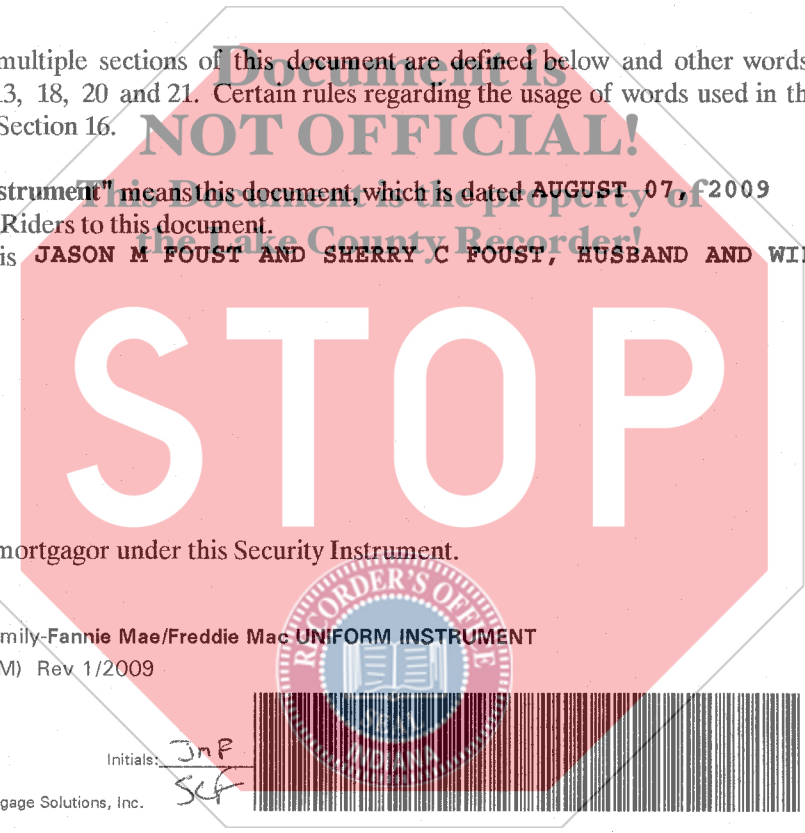 multiple sections of this document are defined below and other words
Document is
13, 18, 20 and 21. Certain rules regarding the usage of words used in th
Section 16.
NOT OFFICIAL!
strument" means this document, which is dated AUGUST 07, 2009
This Document is the property of
Riders to this document.
the Lake County Recorder!
is JASON M FOUST AND SHERRY C FOUST, HUSBAND AND WI
STOP
mortgagor under this Security Instrument.
RECORDER'S OFFICE
mily-Fannie Mae/Freddie Mac UNIFORM INSTRUMENT
M) Rev 1/2009
SEAL
INDIANA
Initials: JMF
SCF
gage Solutions, Inc.